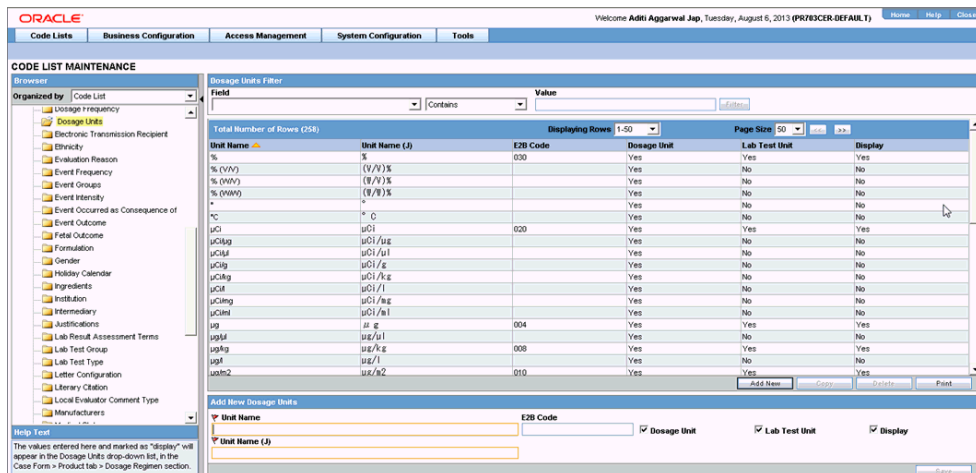 ORACLE
Welcome Aditi Aggarwal Jap, Tuesday, August 6, 2013 (PR703CER-DEFAULT)
Home Help Close
Code Lists Business Configuration Access Management System Configuration Tools
CODE LIST MAINTENANCE
Browser
Organized by Code List
Dosage Frequency
Dosage Units
Electronic Transmission Recipient
Ethnicity
Evaluation Reason
Event Frequency
Event Groups
Event Intensity
Event Occurred as Consequence of
Event Outcome
Fetal Outcome
Formulation
Gender
Holiday Calendar
Ingredients
Institution
Intermediary
Justifications
Lab Result Assessment Terms
Lab Test Group
Lab Test Type
Letter Configuration
Literary Citation
Local Evaluator Comment Type
Manufacturers
Help Text
The values entered here and marked as "display" will
appear in the Dosage Units drop-down list, in the
Case Form > Product tab > Dosage Regimen section.
Dosage Units Filter
Field Value
Contains Filter
Total Number of Rows (258) Displaying Rows 1-50 Page Size 50 << >>
Unit Name Unit Name (J) E2B Code Dosage Unit Lab Test Unit Display
% % 030 Yes Yes Yes
% (V/V) (V/V)% Yes No No
% (W/V) (W/V)% Yes No No
% (W/W) (W/W)% Yes No No
° ° Yes No No
°C ° C Yes No No
µCi µCi 020 Yes Yes Yes
µCi/µg µCi/µg Yes No No
µCi/µl µCi/µl Yes No No
µCi/g µCi/g Yes No No
µCi/kg µCi/kg Yes No No
µCi/l µCi/l Yes No No
µCi/mg µCi/mg Yes No No
µCi/ml µCi/ml Yes No No
µg μ g 004 Yes Yes Yes
µg/µl µg/µl Yes No No
µg/kg µg/kg 008 Yes Yes Yes
µg/l µg/l Yes No No
µg/m2 µg/m2 010 Yes Yes Yes
Add New Copy Delete Print
Add New Dosage Units
Unit Name E2B Code
Dosage Unit Lab Test Unit Display
Unit Name (J)
Save